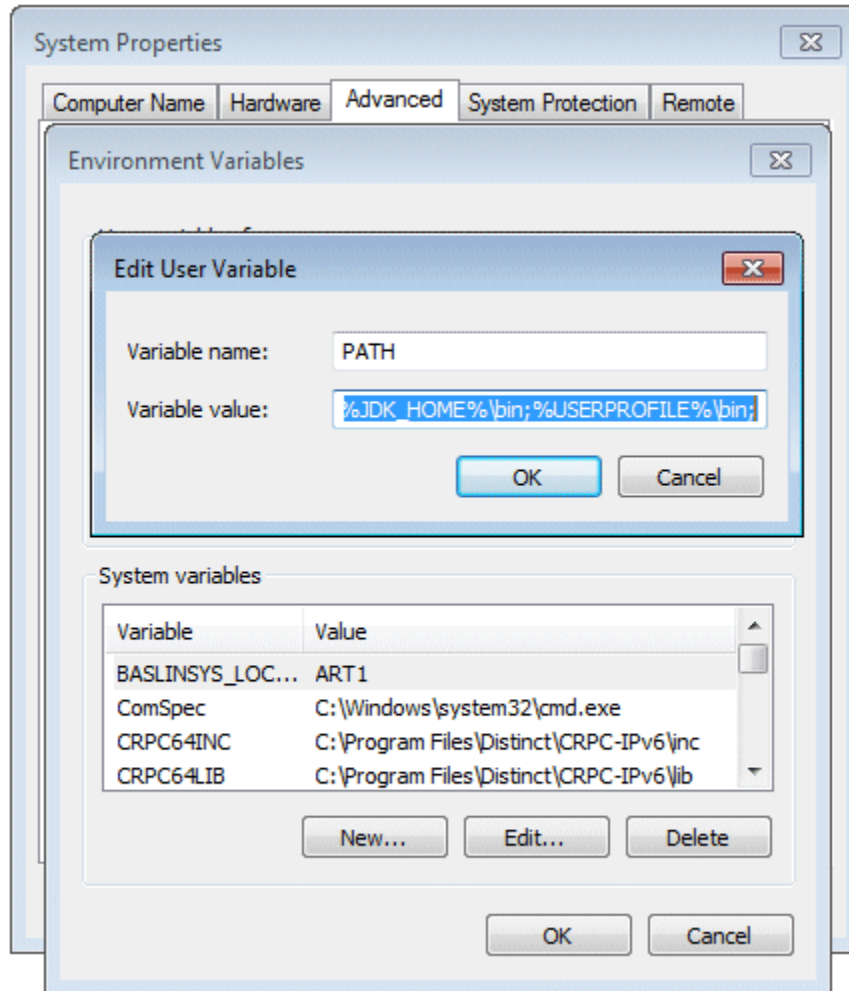 System Properties
Computer Name Hardware Advanced System Protection Remote
Environment Variables
Edit User Variable
Variable name: PATH
Variable value: %JDK_HOME%\bin;%USERPROFILE%\bin;
OK Cancel
System variables
Variable Value
BASLINSYS_LOC... ART1
ComSpec C:\Windows\system32\cmd.exe
CRPC64INC C:\Program Files\Distinct\CRPC-IPv6\inc
CRPC64LIB C:\Program Files\Distinct\CRPC-IPv6\lib
New... Edit... Delete
OK Cancel